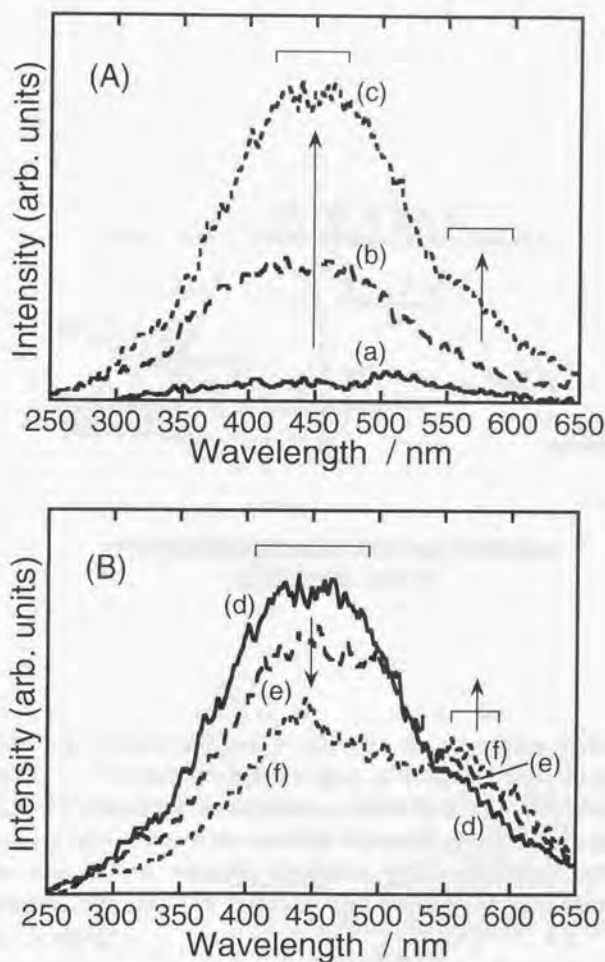 (A)
(c)
(b)
(a)
Intensity (arb. units)
250 300 350 400 450 500 550 600 650
Wavelength / nm
(B)
(d)
(e)
(f)
(f)
(e)
(d)
Intensity (arb. units)
250 300 350 400 450 500 550 600 650
Wavelength / nm